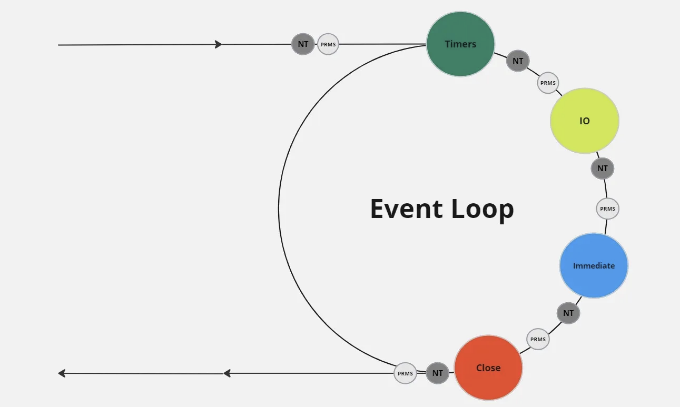 NT
PRMS
Timers
NT
PRMS
IO
NT
PRMS
Event Loop
Immediate
NT
PRMS
Close
NT
PRMS